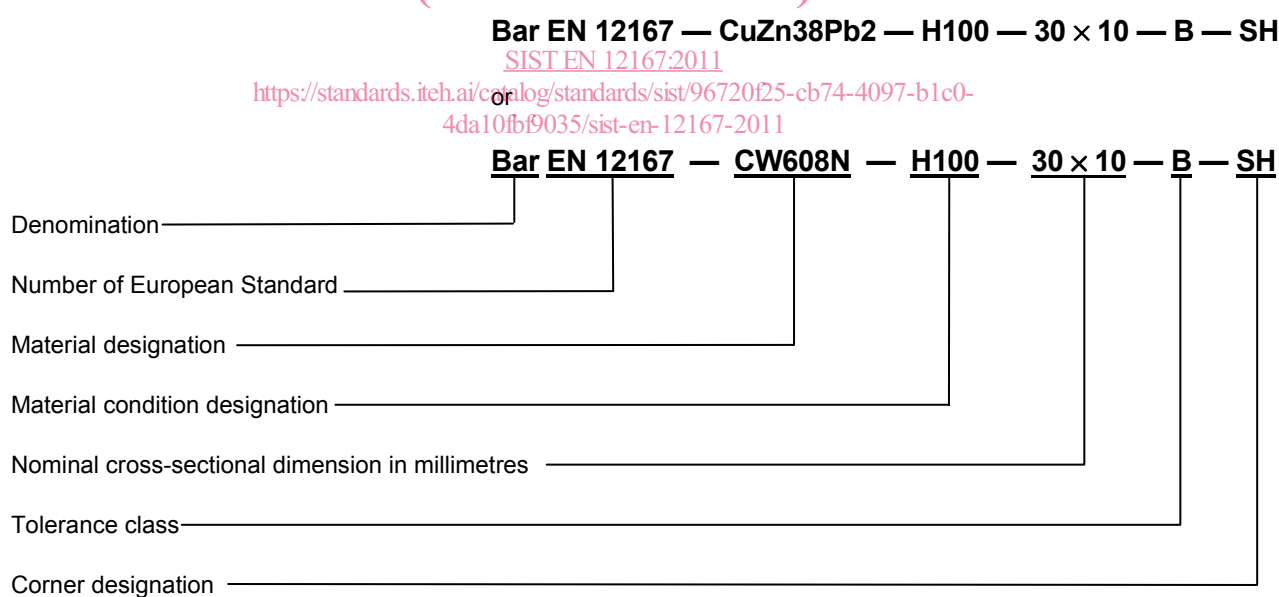 Bar EN 12167 — CuZn38Pb2 — H100 — 30 × 10 — B — SH
SIST EN 12167:2011
https://standards.iteh.ai/catalog/standards/sist/96720f25-cb74-4097-b1c0-
or
4da10fbf9035/sist-en-12167-2011
Bar EN 12167 — CW608N — H100 — 30 × 10 — B — SH
Denomination
Number of European Standard
Material designation
Material condition designation
Nominal cross-sectional dimension in millimetres
Tolerance class
Corner designation